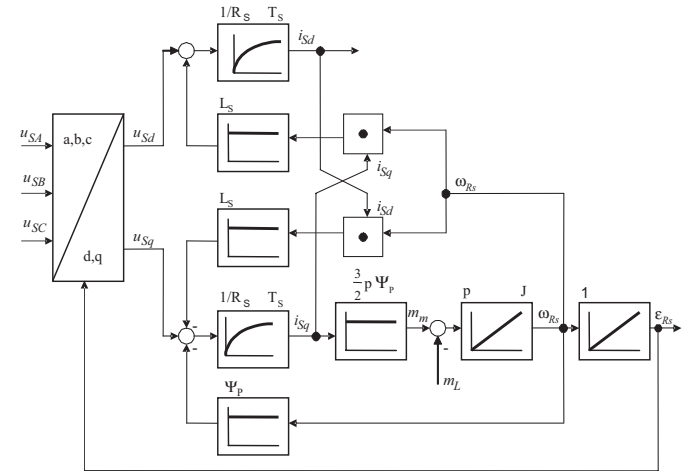 1/R_S T_S
i_Sd
L_S
u_SA
a,b,c
u_Sd
u_SB
i_Sq
ω_Rs
u_SC
L_S
i_Sd
u_Sq
d,q
3/2 p Ψ_P
-
1/R_S T_S
i_Sq
m_m
p J
ω_Rs
1
ε_Rs
-
-
m_L
Ψ_P